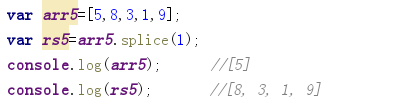 var arr5=[5,8,3,1,9];
var rs5=arr5.splice(1);
console.log(arr5);      //[5]
console.log(rs5);       //[8, 3, 1, 9]